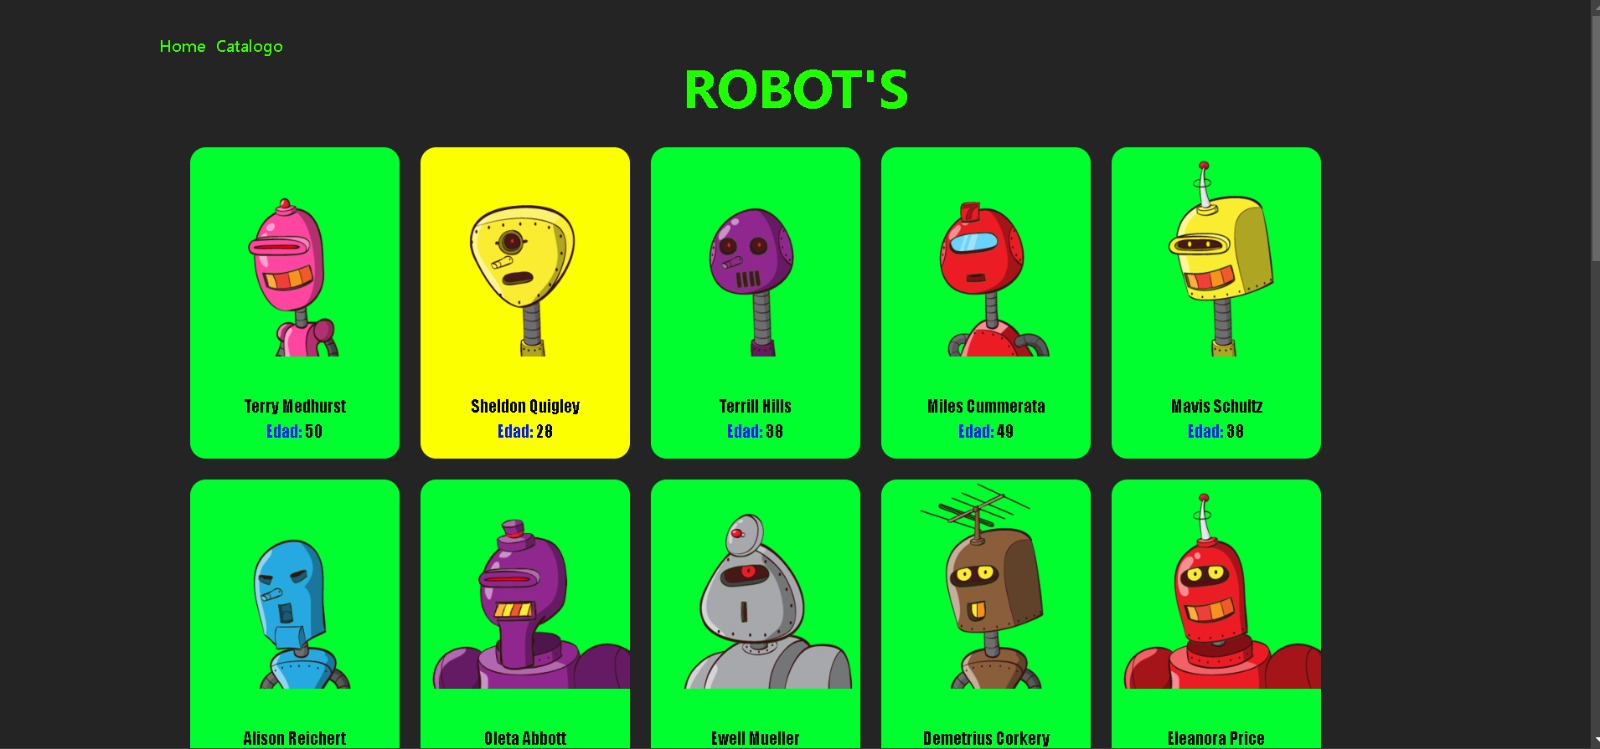 Home Catalogo
ROBOT'S
Terry Medhurst
Edad: 50
Sheldon Quigley
Edad: 28
Terrill Hills
Edad: 38
Miles Cummerata
Edad: 49
Mavis Schultz
Edad: 38
Alison Reichert
Oleta Abbott
Ewell Mueller
Demetrius Corkery
Eleanora Price